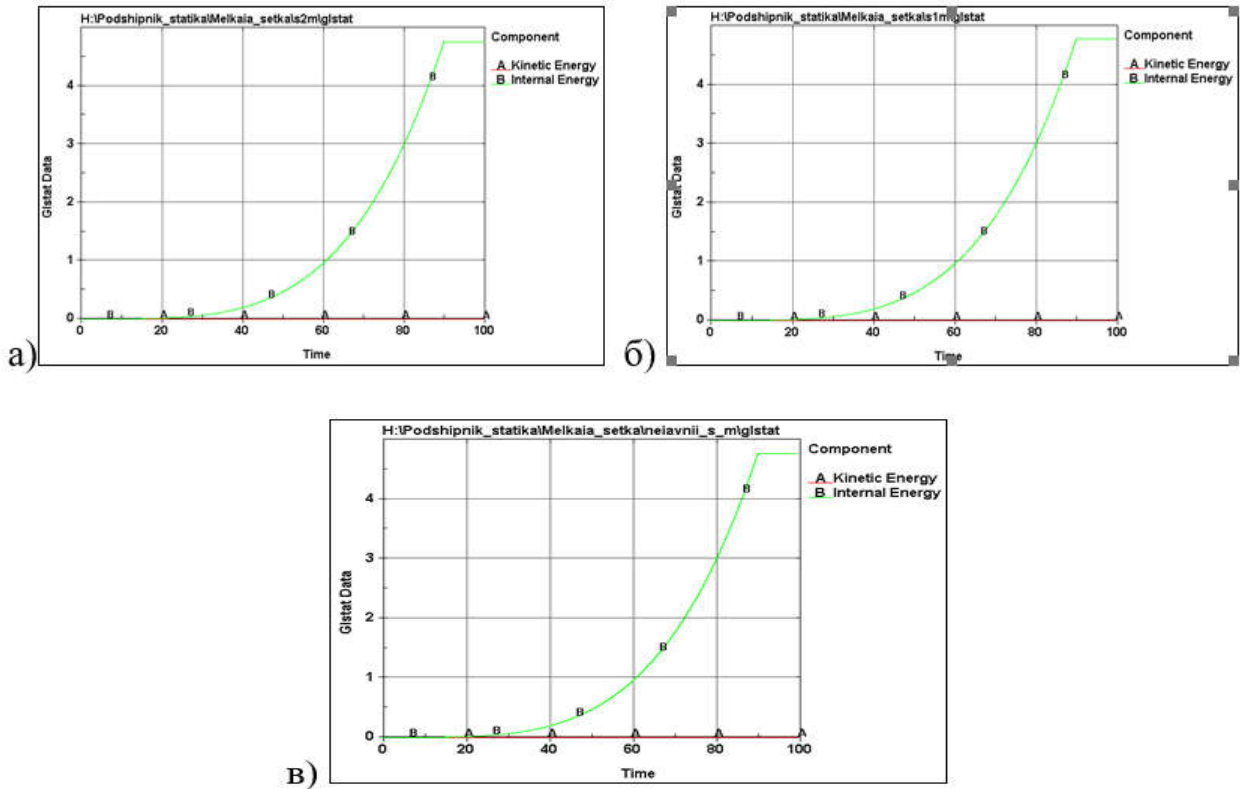 H:\Podshipnik_statika\Melkaia_setka\s2m\glstat
Component
A Kinetic Energy
B Internal Energy
Glstat Data
4
3
2
1
0
B B B B B
A A A A A
0 20 40 60 80 100
Time
а)
H:\Podshipnik_statika\Melkaia_setka\s1m\glstat
Component
A Kinetic Energy
B Internal Energy
Glstat Data
4
3
2
1
0
B B B B B
A A A A A
0 20 40 60 80 100
Time
б)
H:\Podshipnik_statika\Melkaia_setka\neiavnii_s_m\glstat
Component
A Kinetic Energy
B Internal Energy
Glstat Data
4
3
2
1
0
B B B B B
A A A A A
0 20 40 60 80 100
Time
в)